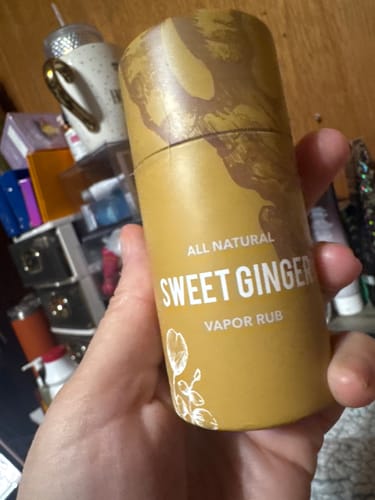 ALL NATURAL
SWEET GINGER
VAPOR RUB